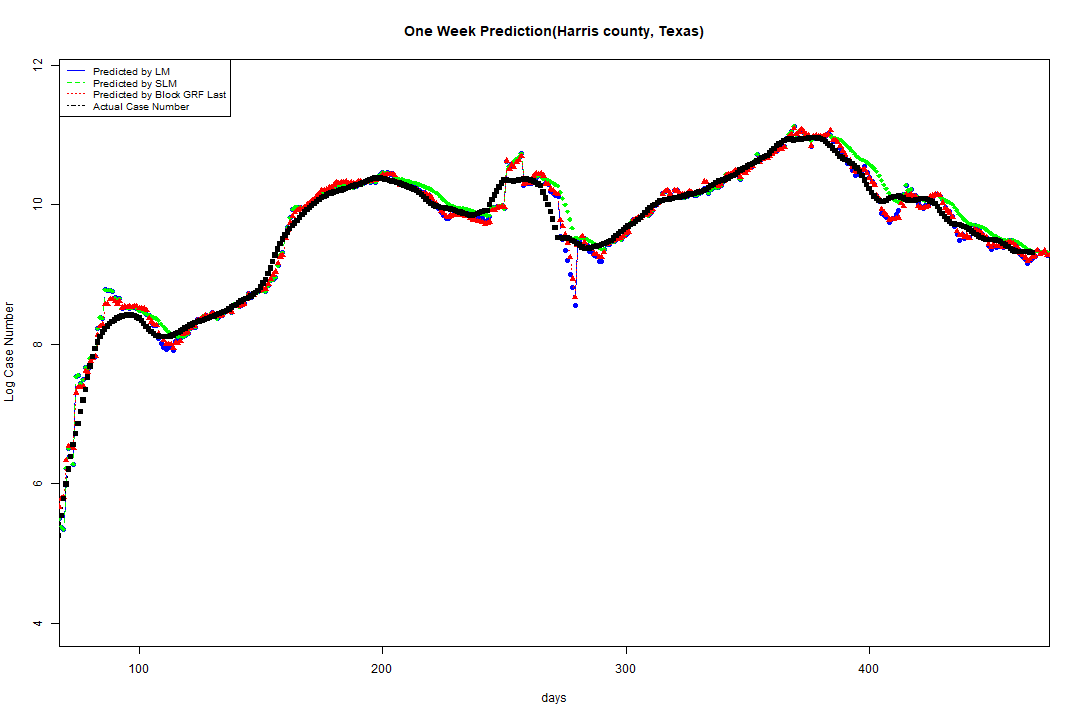 One Week Prediction(Harris county, Texas)
Predicted by LM
Predicted by SLM
Predicted by Block GRF Last
Actual Case Number
12
10
8
6
4
Log Case Number
100 200 300 400
days